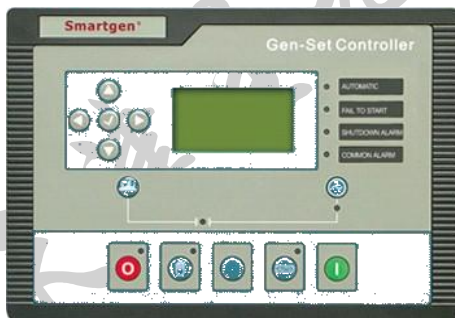 Smartgen
Gen-Set Controller
AUTOMATIC
FAIL TO START
SHUTDOWN ALARM
COMMON ALARM